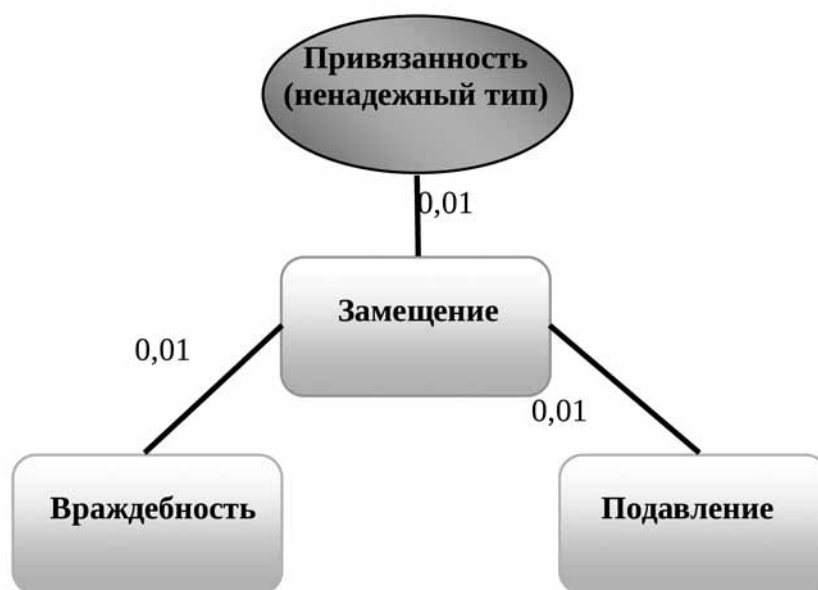 Привязанность
(ненадежный тип)
0,01
Замещение
0,01
0,01
Враждебность
Подавление